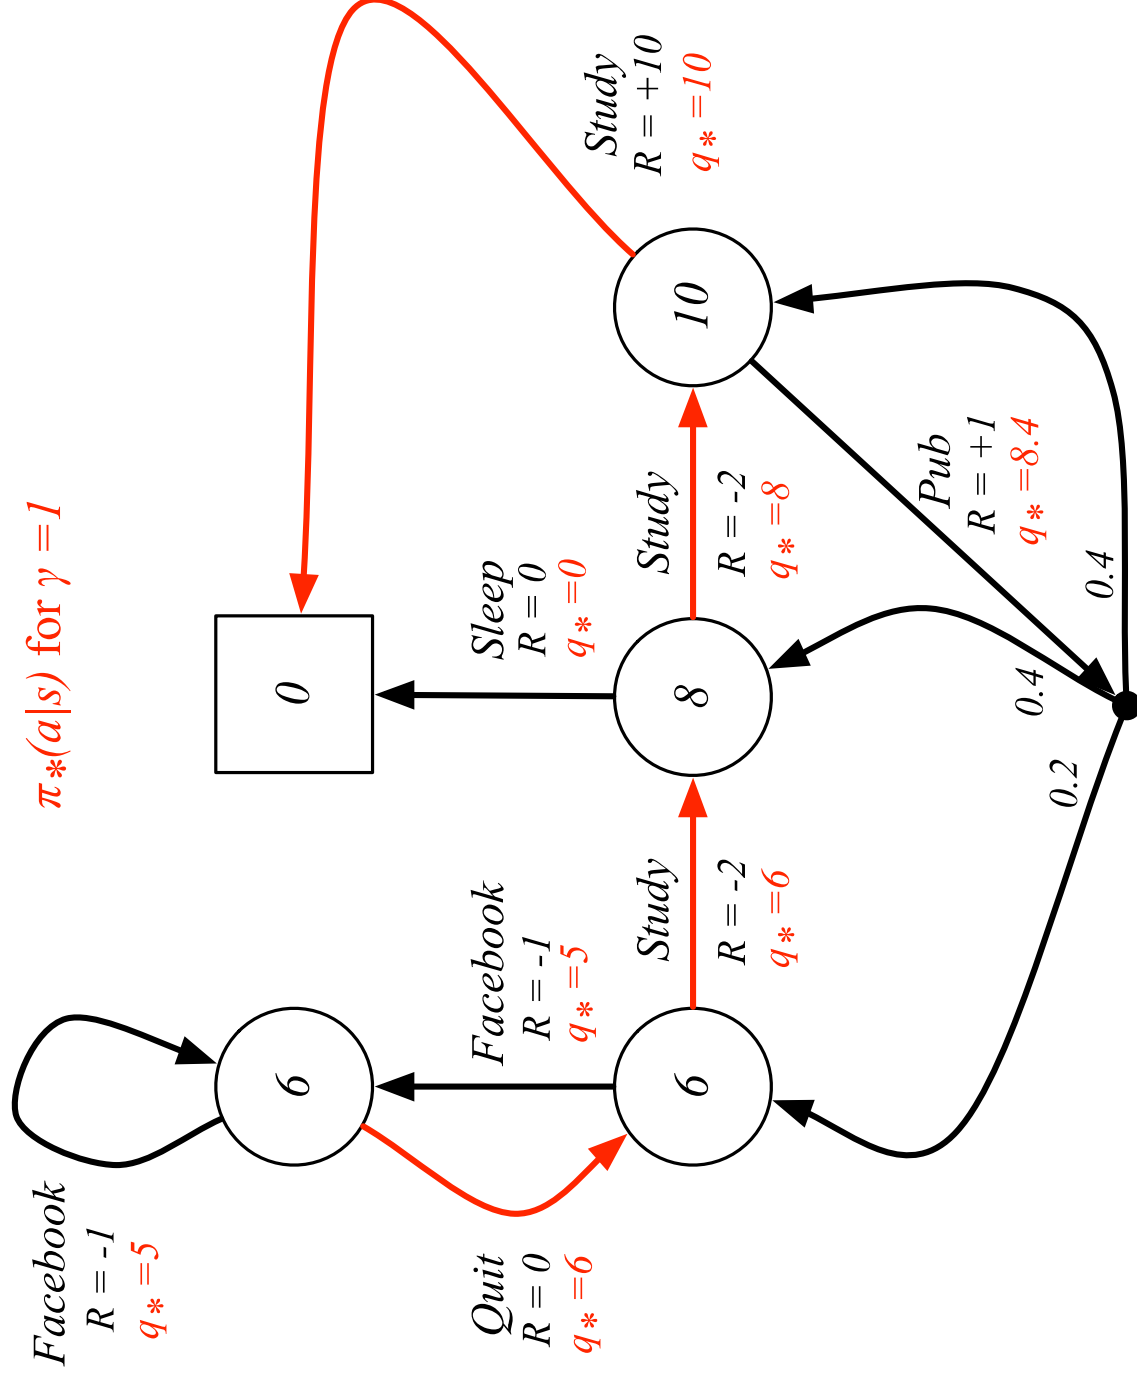 π*(a|s) for γ =1
Facebook
R = -1
q* =5
6
0
Quit
R = 0
q* =6
Facebook
R = -1
q* =5
Sleep
R = 0
q* =0
Study
R = +10
q* =10
6
Study
R = -2
q* =6
8
Study
R = -2
q* =8
10
Pub
R = +1
q* =8.4
0.2
0.4
0.4